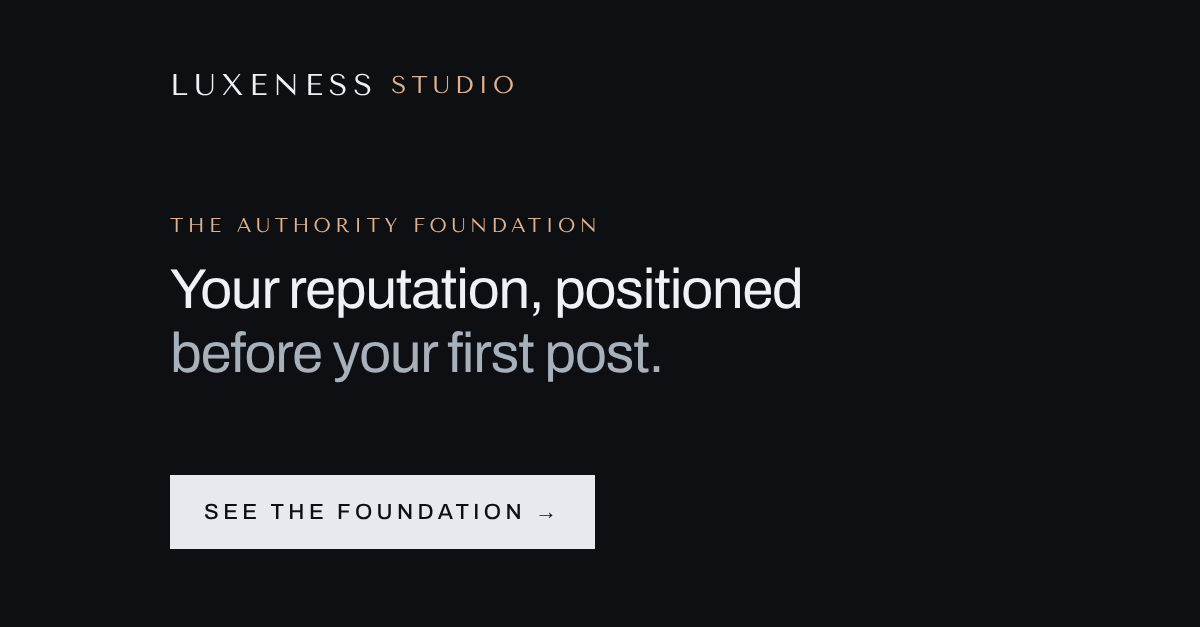 LUXENESS STUDIO
THE AUTHORITY FOUNDATION
Your reputation, positioned
before your first post.
SEE THE FOUNDATION →